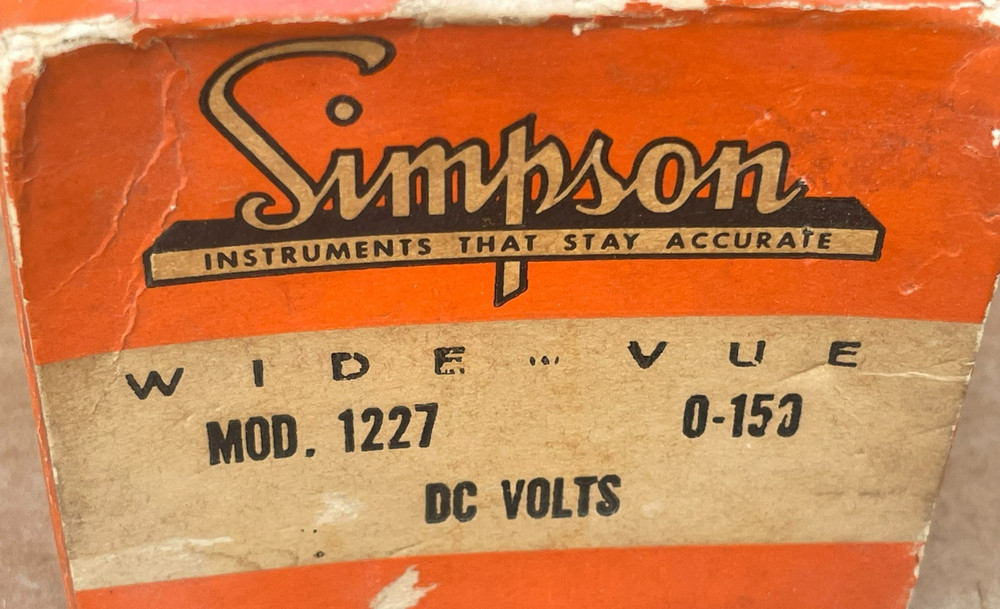 Simpson
INSTRUMENTS THAT STAY ACCURATE
WIDE-VUE
MOD. 1227 0-150
DC VOLTS